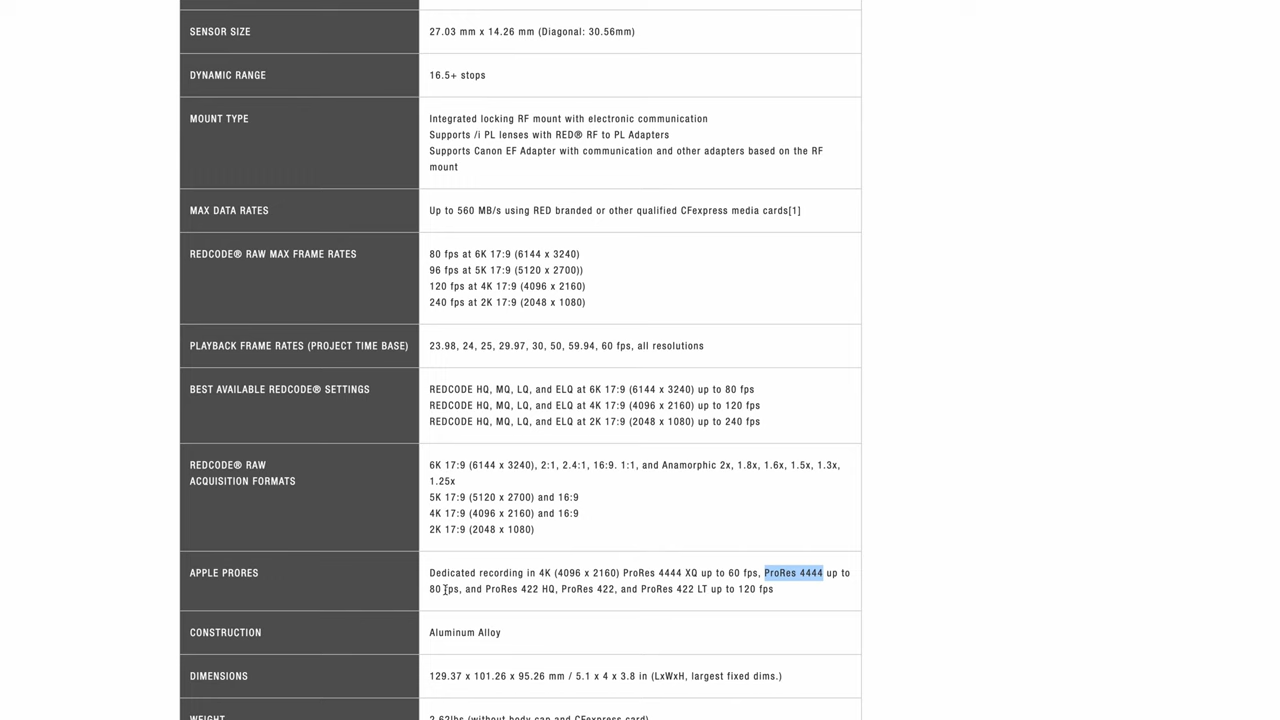 SENSOR SIZE
27.03 mm x 14.26 mm (Diagonal: 30.56mm)
DYNAMIC RANGE
16.5+ stops
MOUNT TYPE
Integrated locking RF mount with electronic communication
Supports /i PL lenses with RED® RF to PL Adapters
Supports Canon EF Adapter with communication and other adapters based on the RF
mount
MAX DATA RATES
Up to 560 MB/s using RED branded or other qualified CFexpress media cards[1]
REDCODE® RAW MAX FRAME RATES
80 fps at 6K 17:9 (6144 x 3240)
96 fps at 5K 17:9 (5120 x 2700))
120 fps at 4K 17:9 (4096 x 2160)
240 fps at 2K 17:9 (2048 x 1080)
PLAYBACK FRAME RATES (PROJECT TIME BASE)
23.98, 24, 25, 29.97, 30, 50, 59.94, 60 fps, all resolutions
BEST AVAILABLE REDCODE® SETTINGS
REDCODE HQ, MQ, LQ, and ELQ at 6K 17:9 (6144 x 3240) up to 80 fps
REDCODE HQ, MQ, LQ, and ELQ at 4K 17:9 (4096 x 2160) up to 120 fps
REDCODE HQ, MQ, LQ, and ELQ at 2K 17:9 (2048 x 1080) up to 240 fps
REDCODE® RAW
ACQUISITION FORMATS
6K 17:9 (6144 x 3240), 2:1, 2.4:1, 16:9. 1:1, and Anamorphic 2x, 1.8x, 1.6x, 1.5x, 1.3x,
1.25x
5K 17:9 (5120 x 2700) and 16:9
4K 17:9 (4096 x 2160) and 16:9
2K 17:9 (2048 x 1080)
APPLE PRORES
Dedicated recording in 4K (4096 x 2160) ProRes 4444 XQ up to 60 fps, ProRes 4444 up to
80 fps, and ProRes 422 HQ, ProRes 422, and ProRes 422 LT up to 120 fps
CONSTRUCTION
Aluminum Alloy
DIMENSIONS
129.37 x 101.26 x 95.26 mm / 5.1 x 4 x 3.8 in (LxWxH, largest fixed dims.)
WEIGHT
2.62lbs (without body cap and CFexpress card)